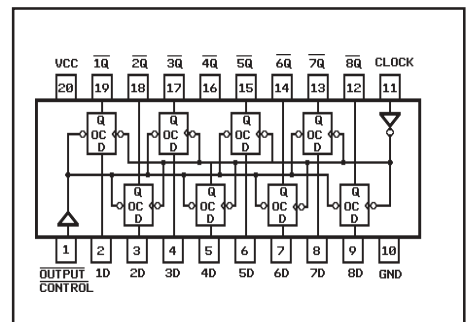 VCC 1Q̅ 2Q̅ 3Q̅ 4Q̅ 5Q̅ 6Q̅ 7Q̅ 8Q̅ CLOCK
20 19 18 17 16 15 14 13 12 11
Q Q Q Q
OC OC OC OC
D D D D
Q Q Q Q
OC OC OC OC
D D D D
1 2 3 4 5 6 7 8 9 10
OUTPUT 1D 2D 3D 4D 5D 6D 7D 8D GND
CONTROL